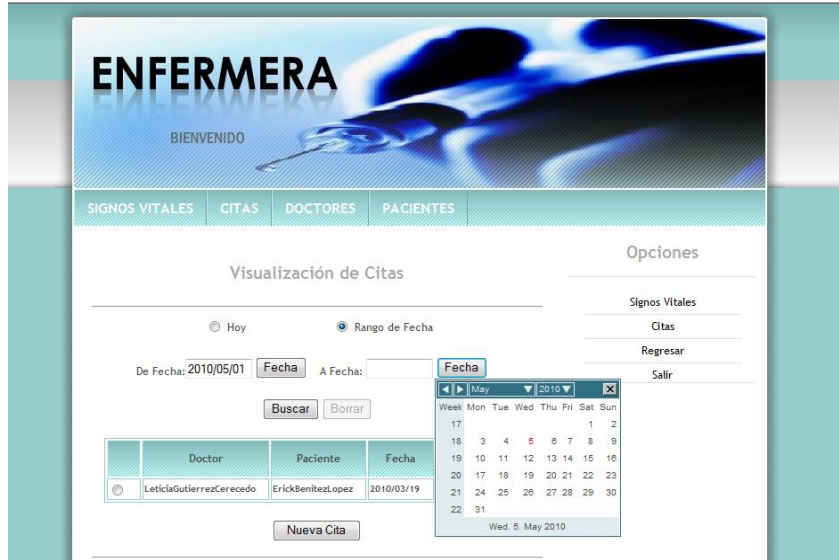 ENFERMERA
BIENVENIDO
SIGNOS VITALES CITAS DOCTORES PACIENTES
Visualización de Citas
Hoy Rango de Fecha
De Fecha: 2010/05/01 Fecha A Fecha: Fecha
Buscar Borrar
Doctor Paciente Fecha
LeticiaGutierrezCerecedo ErickBenitezLopez 2010/03/19
Nueva Cita
May 2010 X
Week Mon Tue Wed Thu Fri Sat Sun
17 1 2
18 3 4 5 6 7 8 9
19 10 11 12 13 14 15 16
20 17 18 19 20 21 22 23
21 24 25 26 27 28 29 30
22 31
Wed. 5. May 2010
Opciones
Signos Vitales
Citas
Regresar
Salir